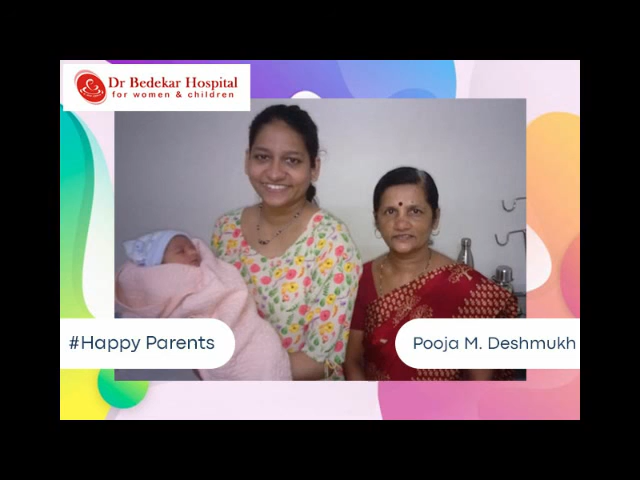 Dr Bedekar Hospital
for women & children
#Happy Parents
Pooja M. Deshmukh